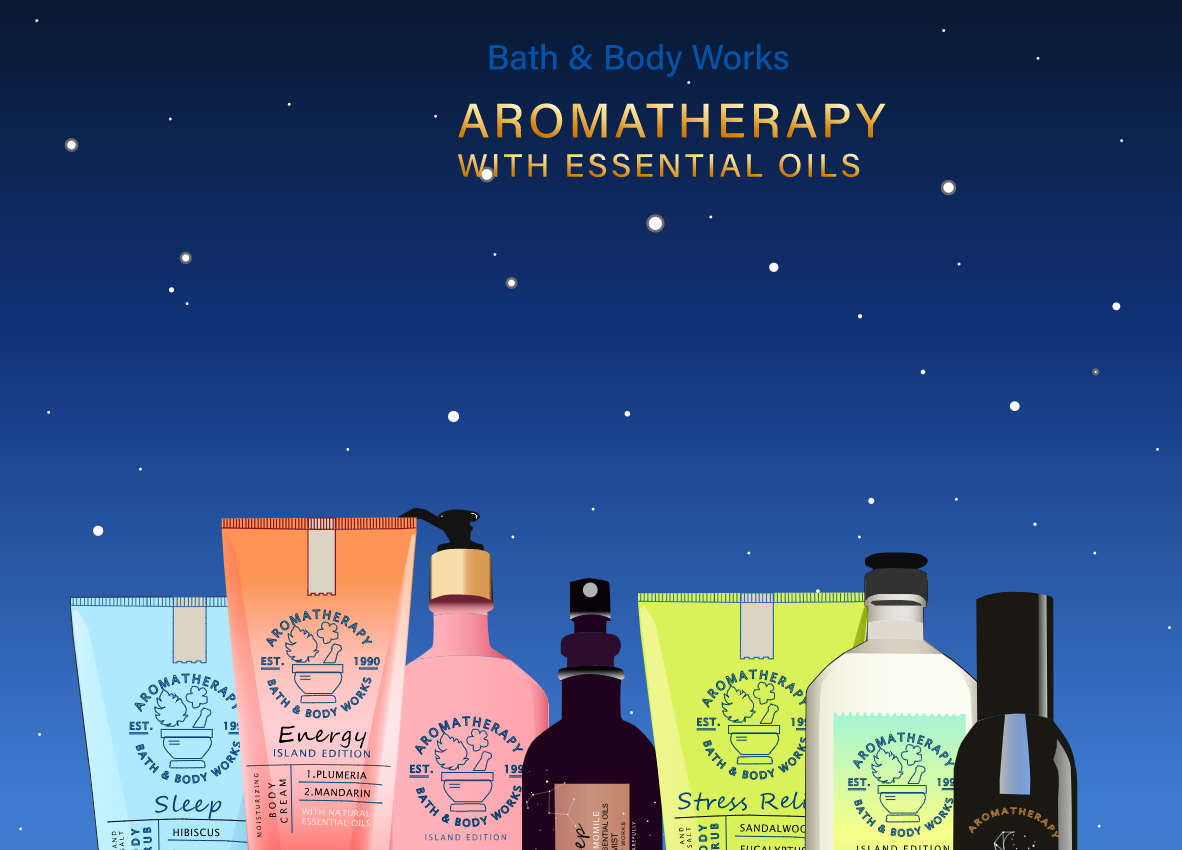 Bath & Body Works
AROMATHERAPY
WITH ESSENTIAL OILS
AROMATHERAPY
EST.
BATH & BODY WORKS
Sleep
HIBISCUS
AROMATHERAPY
EST. 1990
BATH & BODY WORKS
Energy
ISLAND EDITION
MOISTURIZING
BODY
CREAM
1.PLUMERIA
2.MANDARIN
WITH NATURAL
ESSENTIAL OILS
AROMATHERAPY
EST.
BATH & BODY WORKS
ISLAND EDITION
AROMATHERAPY
EST.
BATH & BODY WORKS
Stress
EUCALYPTUS
AROMATHERAPY
EST.
BATH & BODY WORKS
ISLAND EDITION
AROMATHERAPY